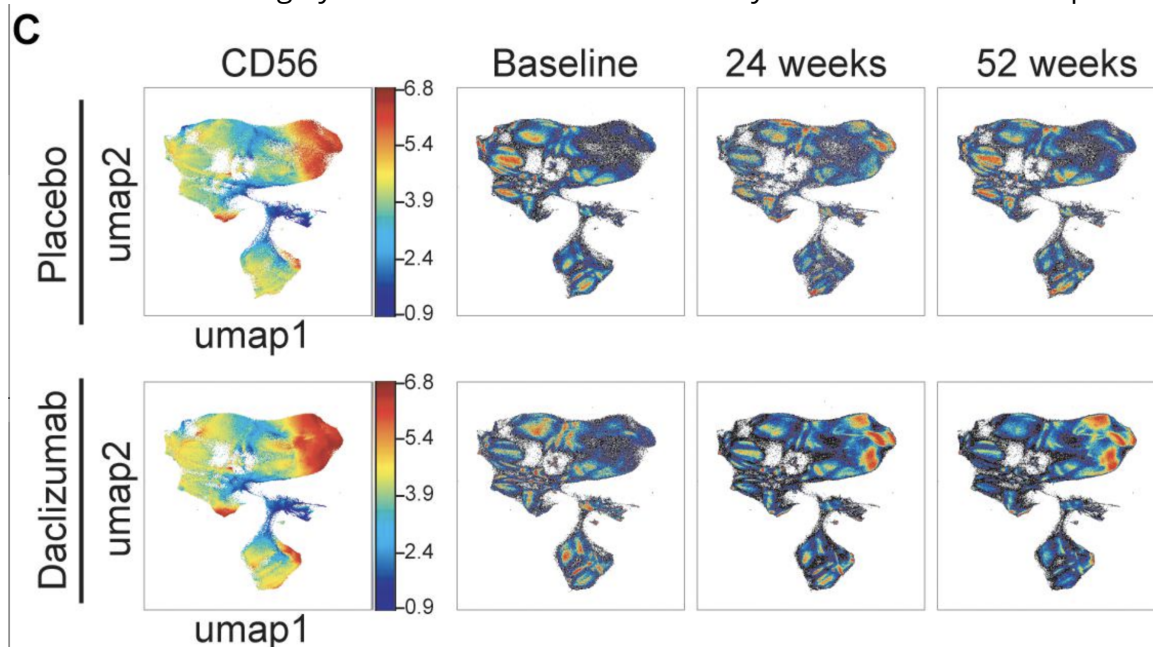 C
CD56 Baseline 24 weeks 52 weeks
Placebo
umap2
6.8
5.4
3.9
2.4
0.9
umap1
Daclizumab
umap2
6.8
5.4
3.9
2.4
0.9
umap1